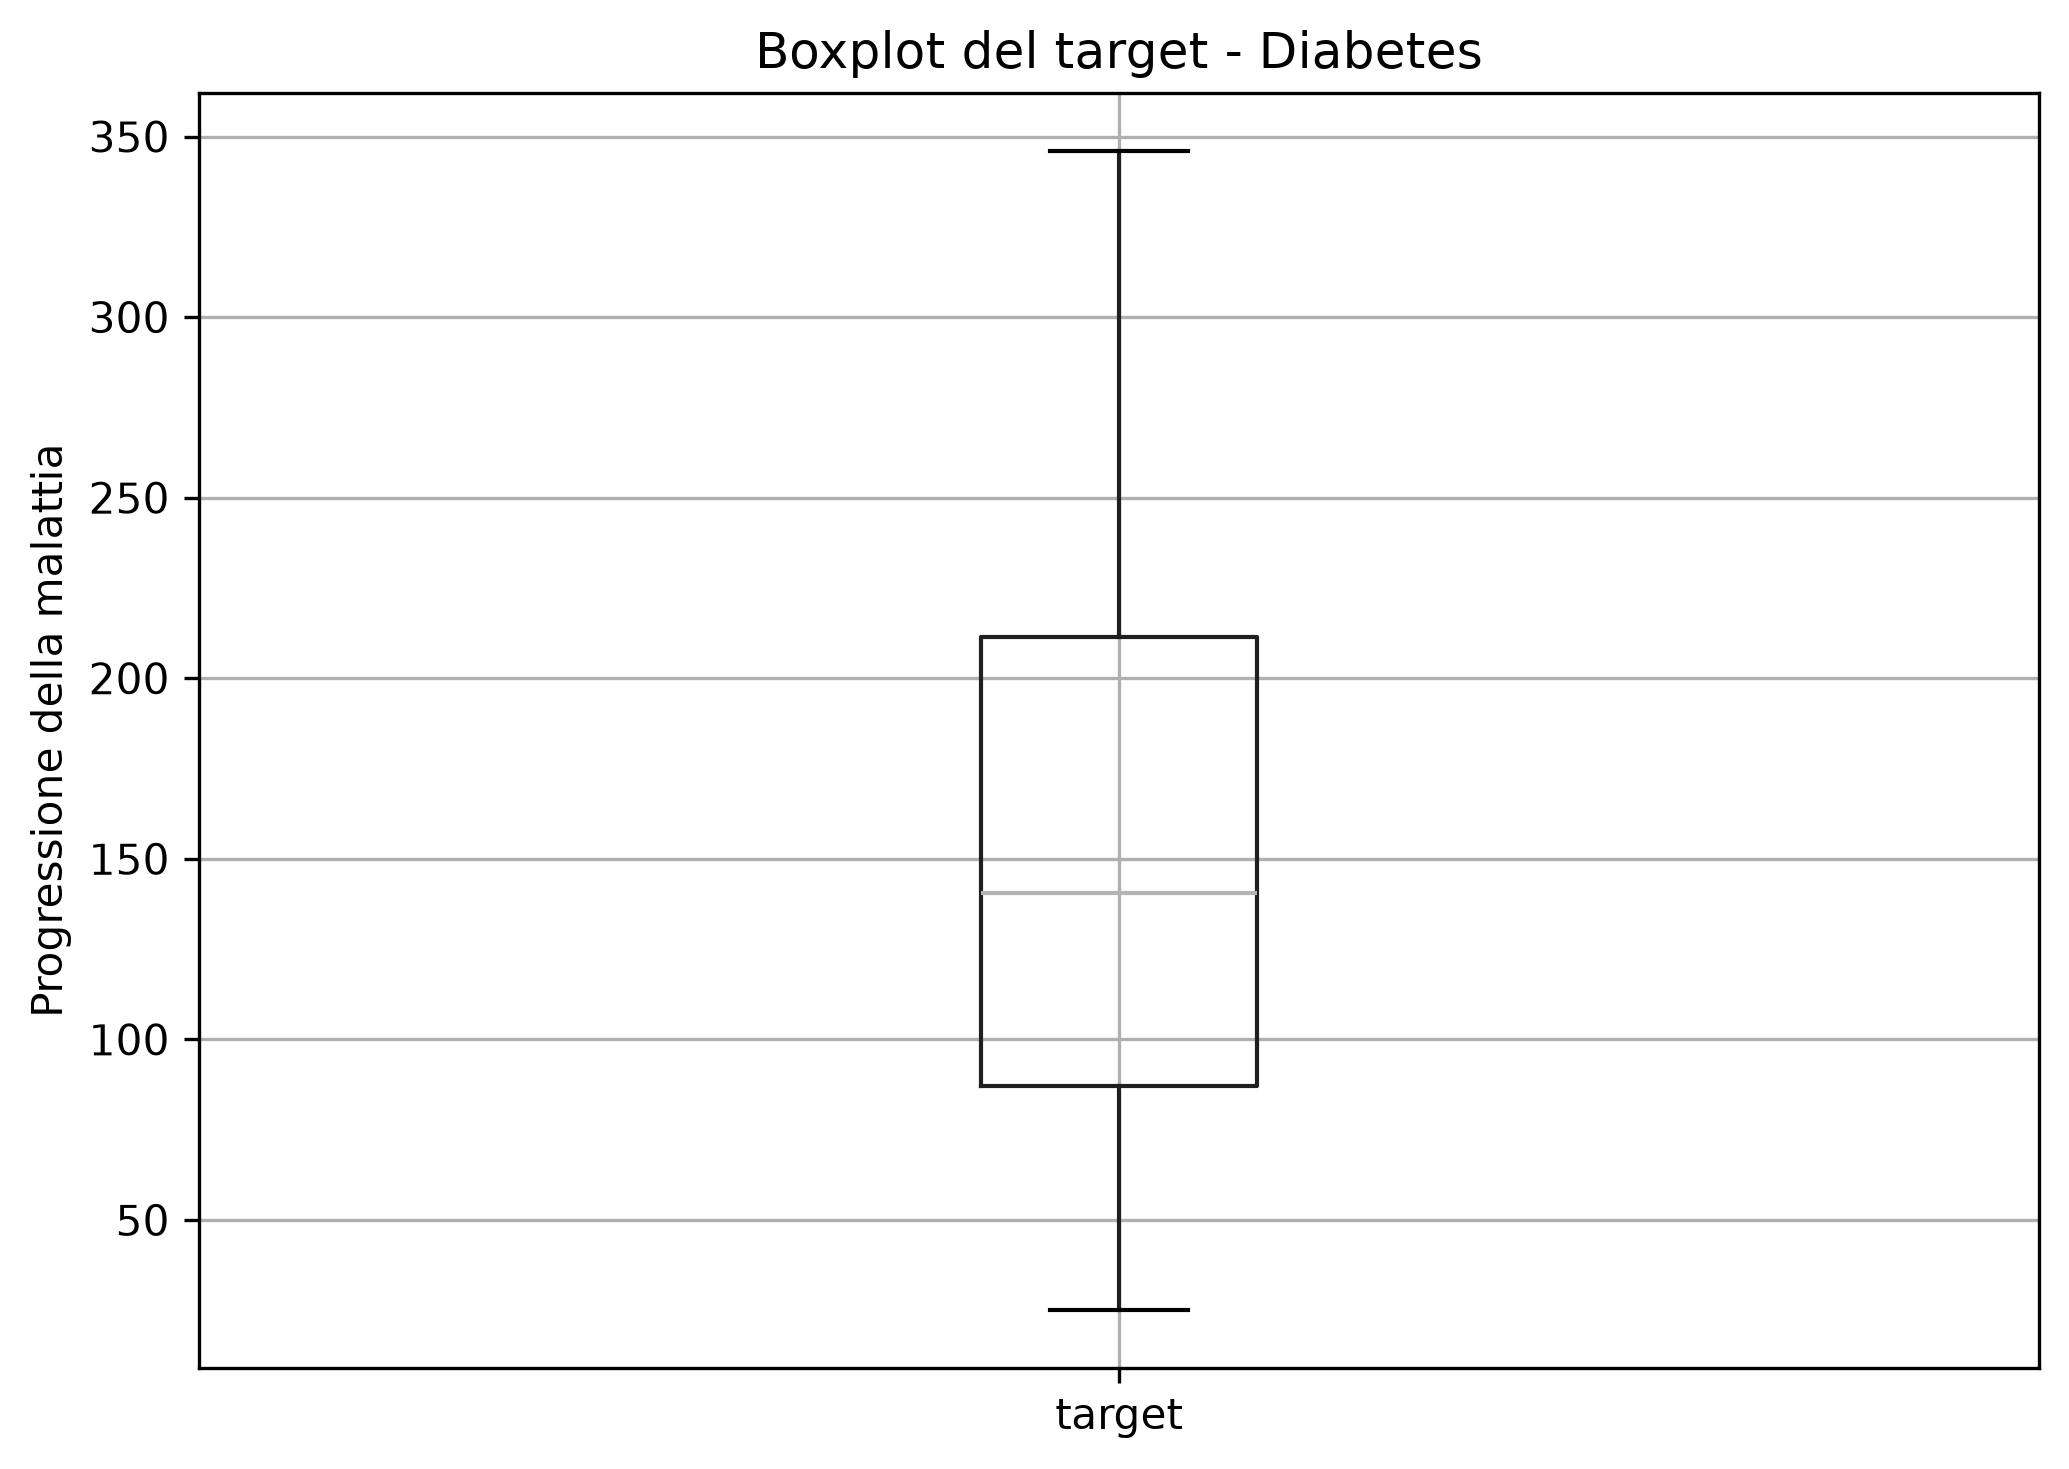 Boxplot del target - Diabetes
Progressione della malattia
350
300
250
200
150
100
50
target